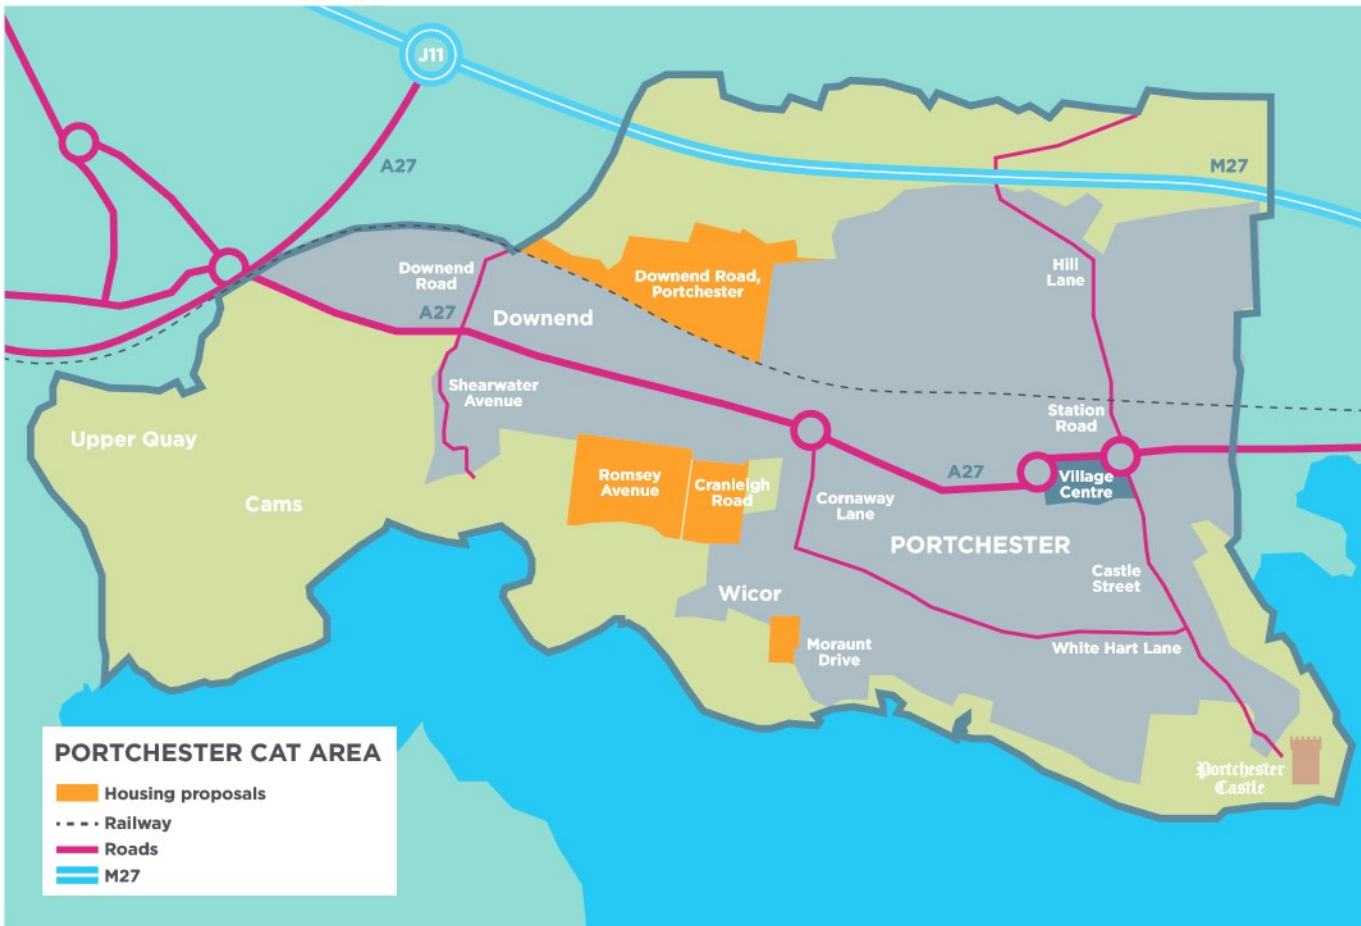 J11
A27
M27
Downend
Road
Downend Road,
Portchester
Hill
Lane
A27
Downend
Shearwater
Avenue
Station
Road
Upper Quay
Romsey
Avenue
Cranleigh
Road
A27
Village
Centre
Cams
Cornaway
Lane
PORTCHESTER
Castle
Street
Wicor
Moraunt
Drive
White Hart Lane
Portchester
Castle
PORTCHESTER CAT AREA
Housing proposals
Railway
Roads
M27